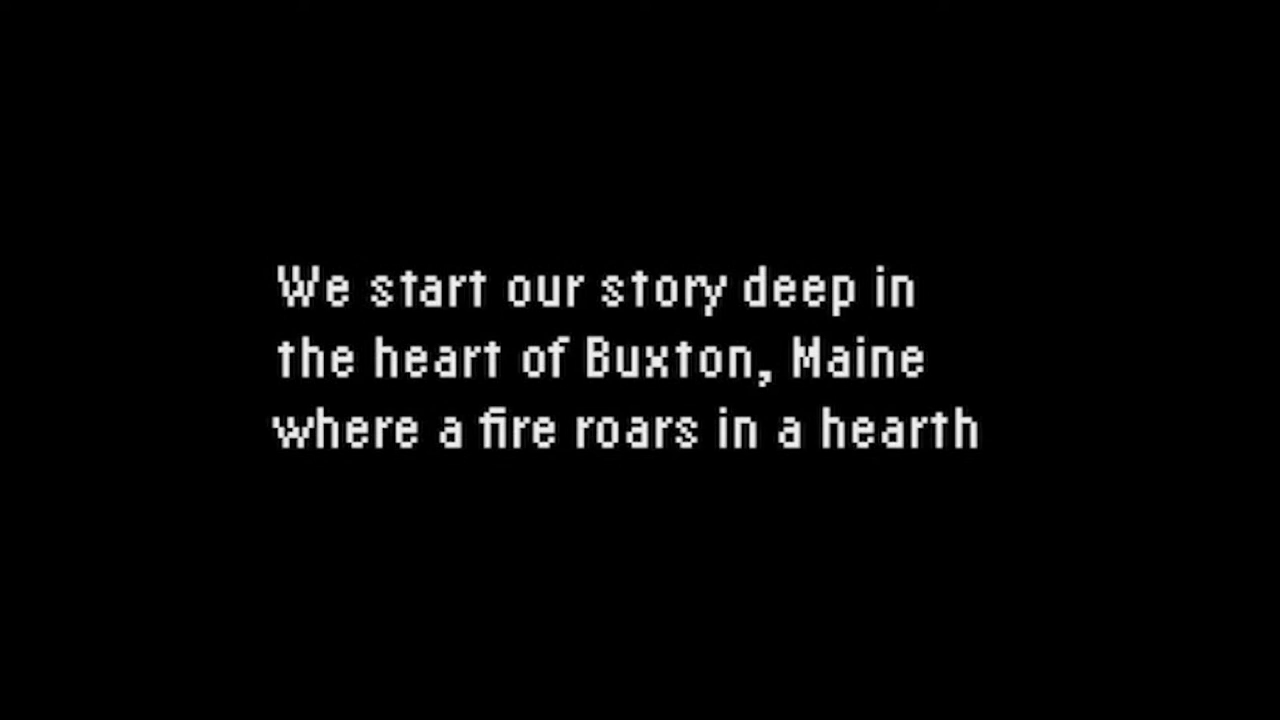 We start our story deep in
the heart of Buxton, Maine
where a fire roars in a hearth